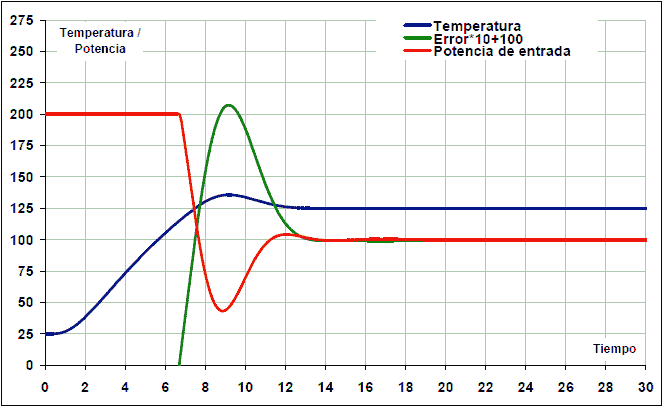 275
250
225
200
175
150
125
100
75
50
25
0
Temperatura /
Potencia
Temperatura
Error*10+100
Potencia de entrada
Tiempo
0 2 4 6 8 10 12 14 16 18 20 22 24 26 28 30